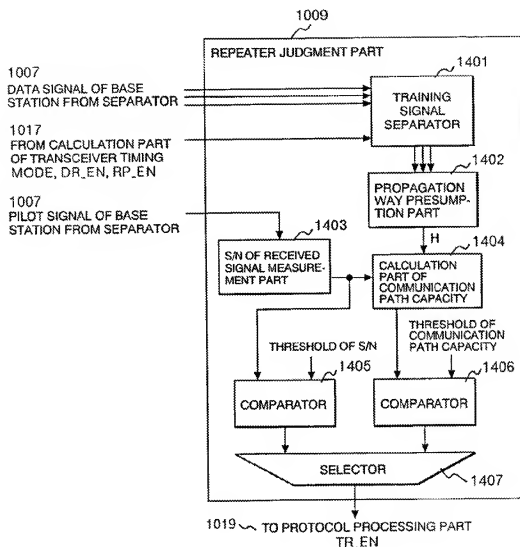 1009
REPEATER JUDGMENT PART
1007
DATA SIGNAL OF BASE
STATION FROM SEPARATOR
1401
TRAINING
SIGNAL
SEPARATOR
1017
FROM CALCULATION PART
OF TRANSCEIVER TIMING
MODE, DR_EN, RP_EN
1402
PROPAGATION
WAY PRESUMP-
TION PART
1007
PILOT SIGNAL OF BASE
STATION FROM SEPARATOR
1403
S/N OF RECEIVED
SIGNAL MEASURE-
MENT PART
H
1404
CALCULATION
PART OF
COMMUNICATION
PATH CAPACITY
THRESHOLD OF S/N
THRESHOLD OF
COMMUNICATION
PATH CAPACITY
1405
COMPARATOR
1406
COMPARATOR
SELECTOR
1407
1019 TO PROTOCOL PROCESSING PART
TR_EN